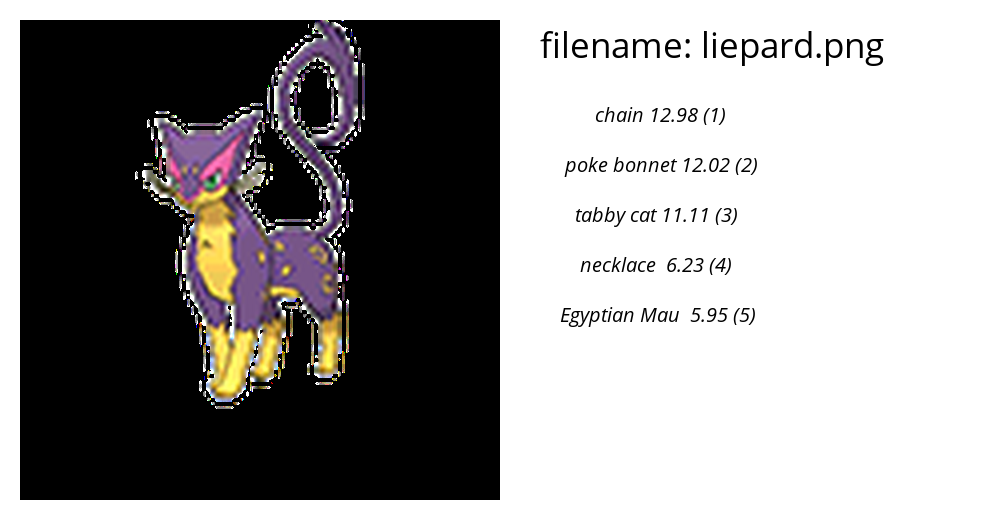 filename: liepard.png
chain 12.98 (1)
poke bonnet 12.02 (2)
tabby cat 11.11 (3)
necklace  6.23 (4)
Egyptian Mau  5.95 (5)